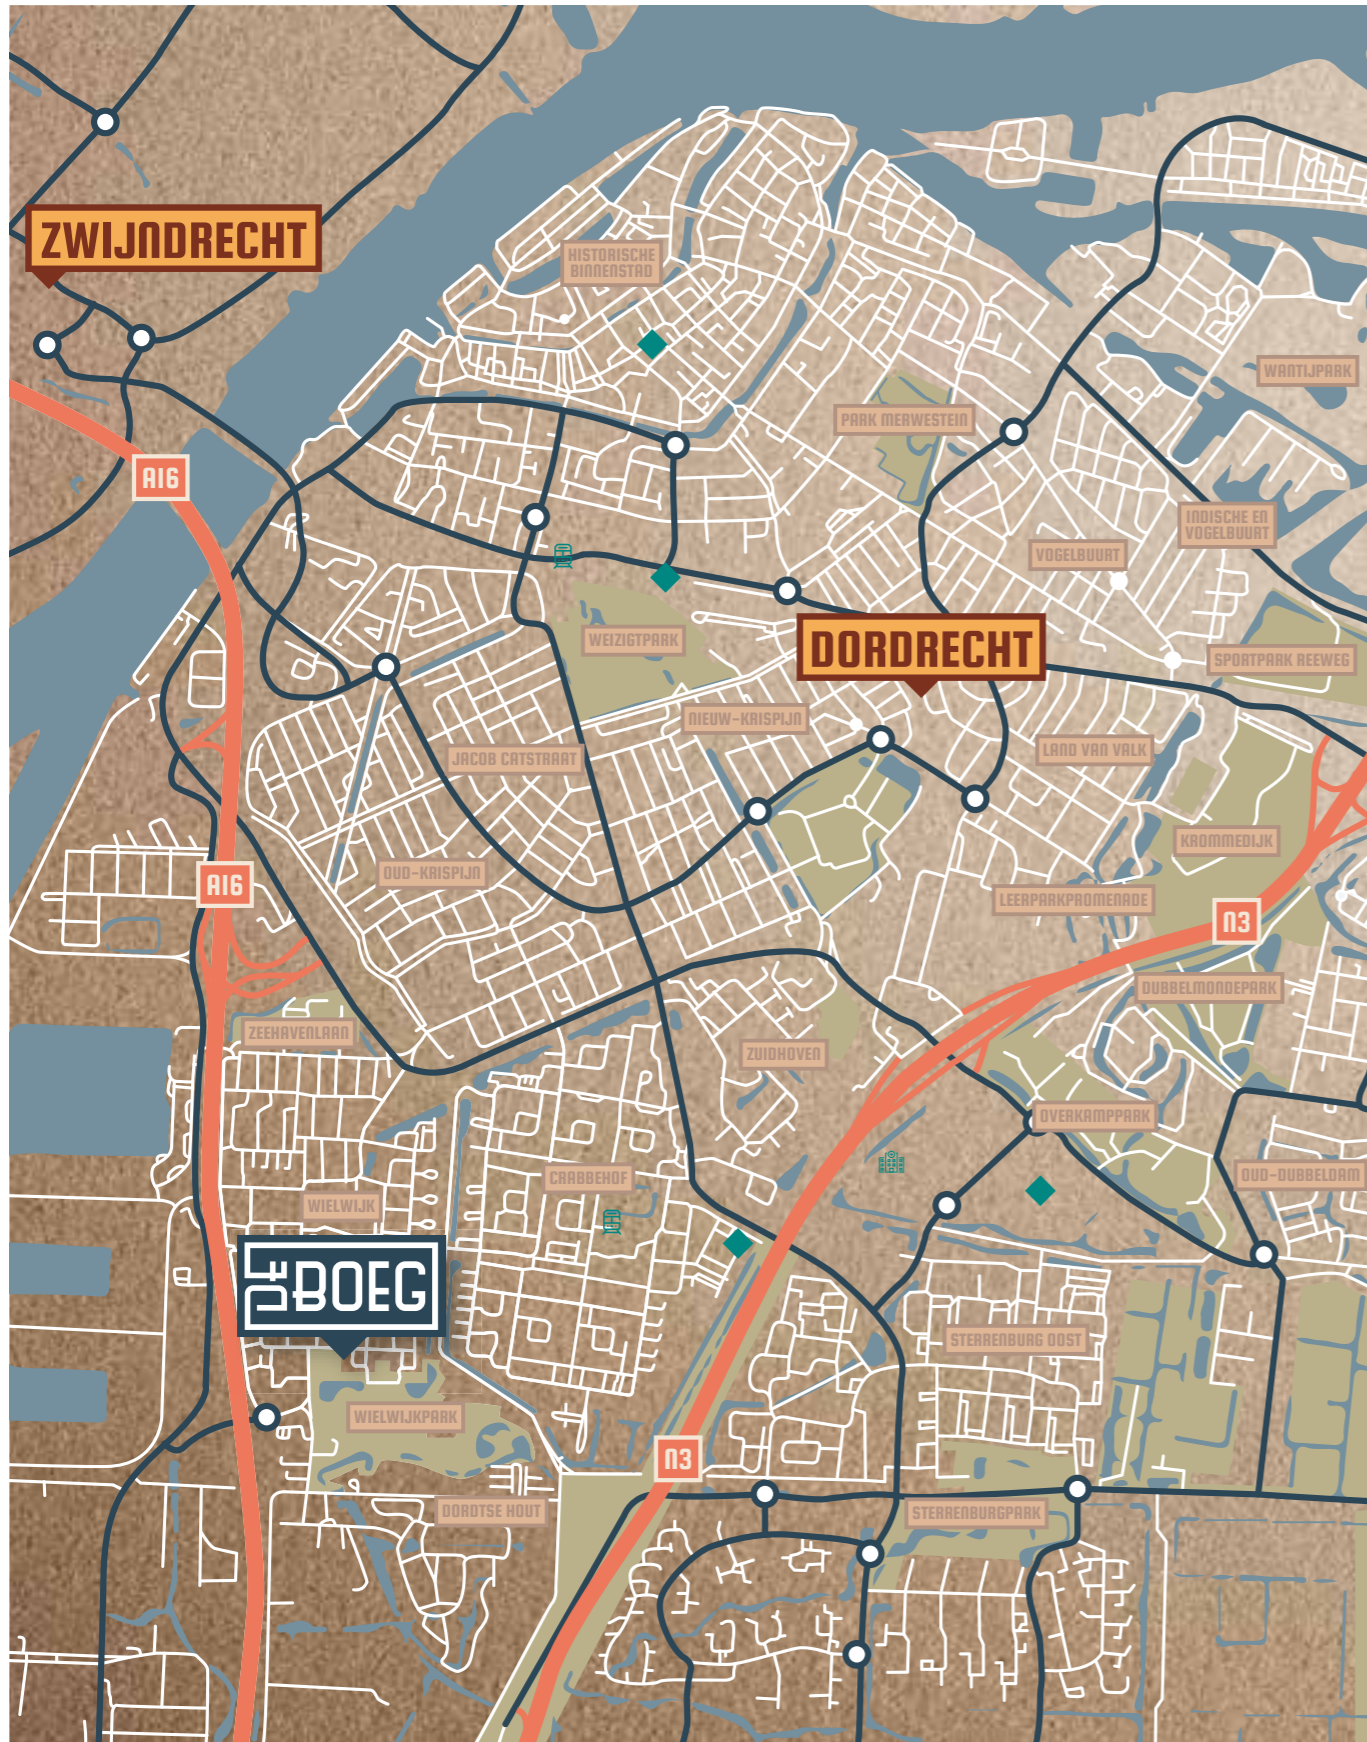 ZWIJNDRECHT
HISTORISCHE
BINNENSTAD
WANTIJPARK
PARK MERWESTEIN
A16
INDISCHE EN
VOGELBUURT
VOGELBUURT
WEIZIGTPARK
DORDRECHT
SPORTPARK REEWEG
NIEUW-KRISPIJN
LAND VAN VALK
JACOB CATSTRAAT
KROMMEDIJK
OUD-KRISPIJN
A16
LEERPARKPROMENADE
N3
DUBBELMONDEPARK
ZEEHAVENLAAN
ZUIDHOVEN
OVERKAMPPARK
OUD-DUBBELDAM
CRABBEHOF
WIELWIJK
DE BOEG
STERRENBURG OOST
WIELWIJKPARK
N3
DORDTSE HOUT
STERRENBURGPARK